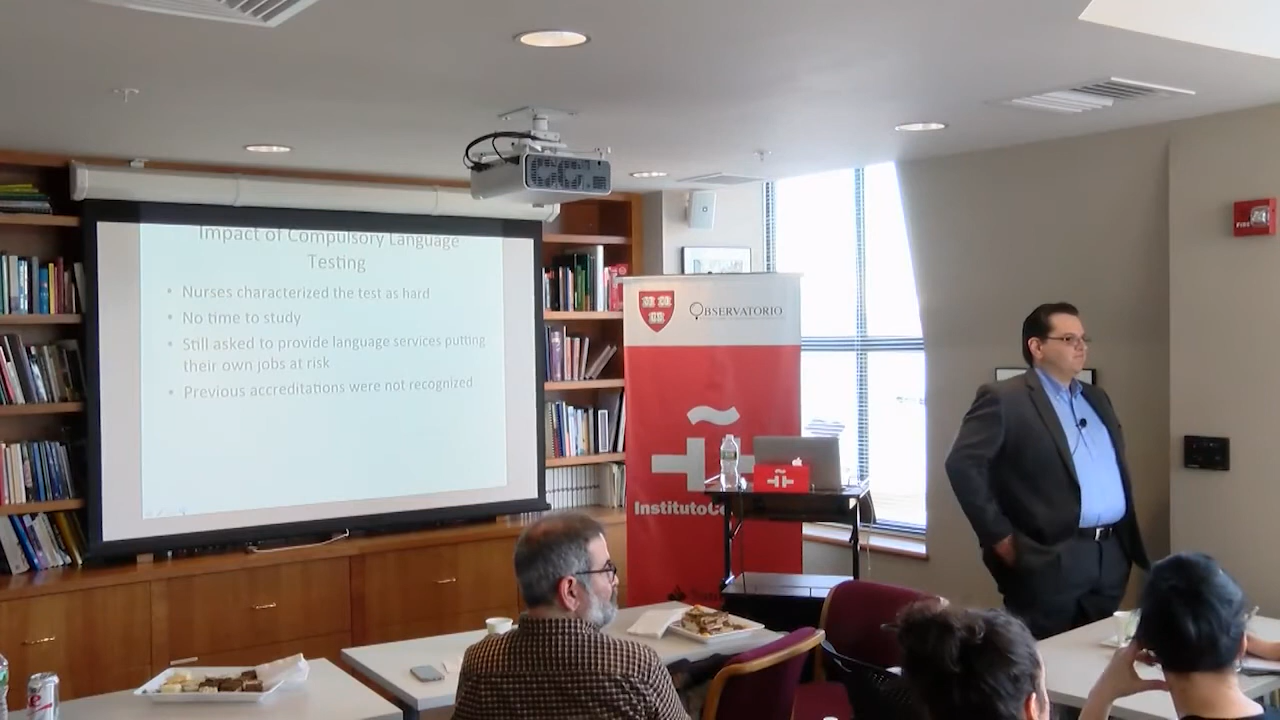 Impact of Compulsory Language
Testing
• Nurses characterized the test as hard
• No time to study
• Still asked to provide services putting
their own jobs at risk
• Previous accreditations were not recognized
OBSERVATORIO
InstitutoCe
FIRE